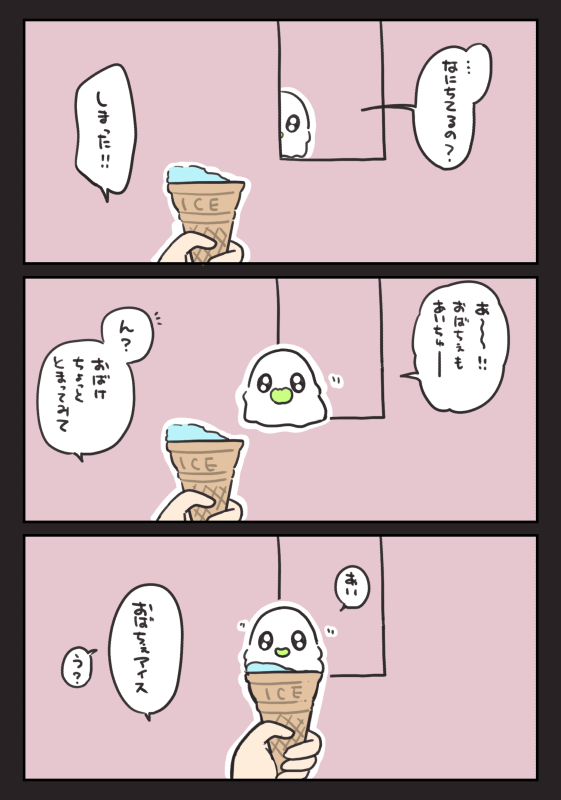 …
なにちてるの？
しまった!!
ICE
あ〜〜!!
おばちぇも
あいちゅー
ん？
おばけ
ちょっと
とまってみて
ICE
あい
おばちぇアイス
う？
ICE